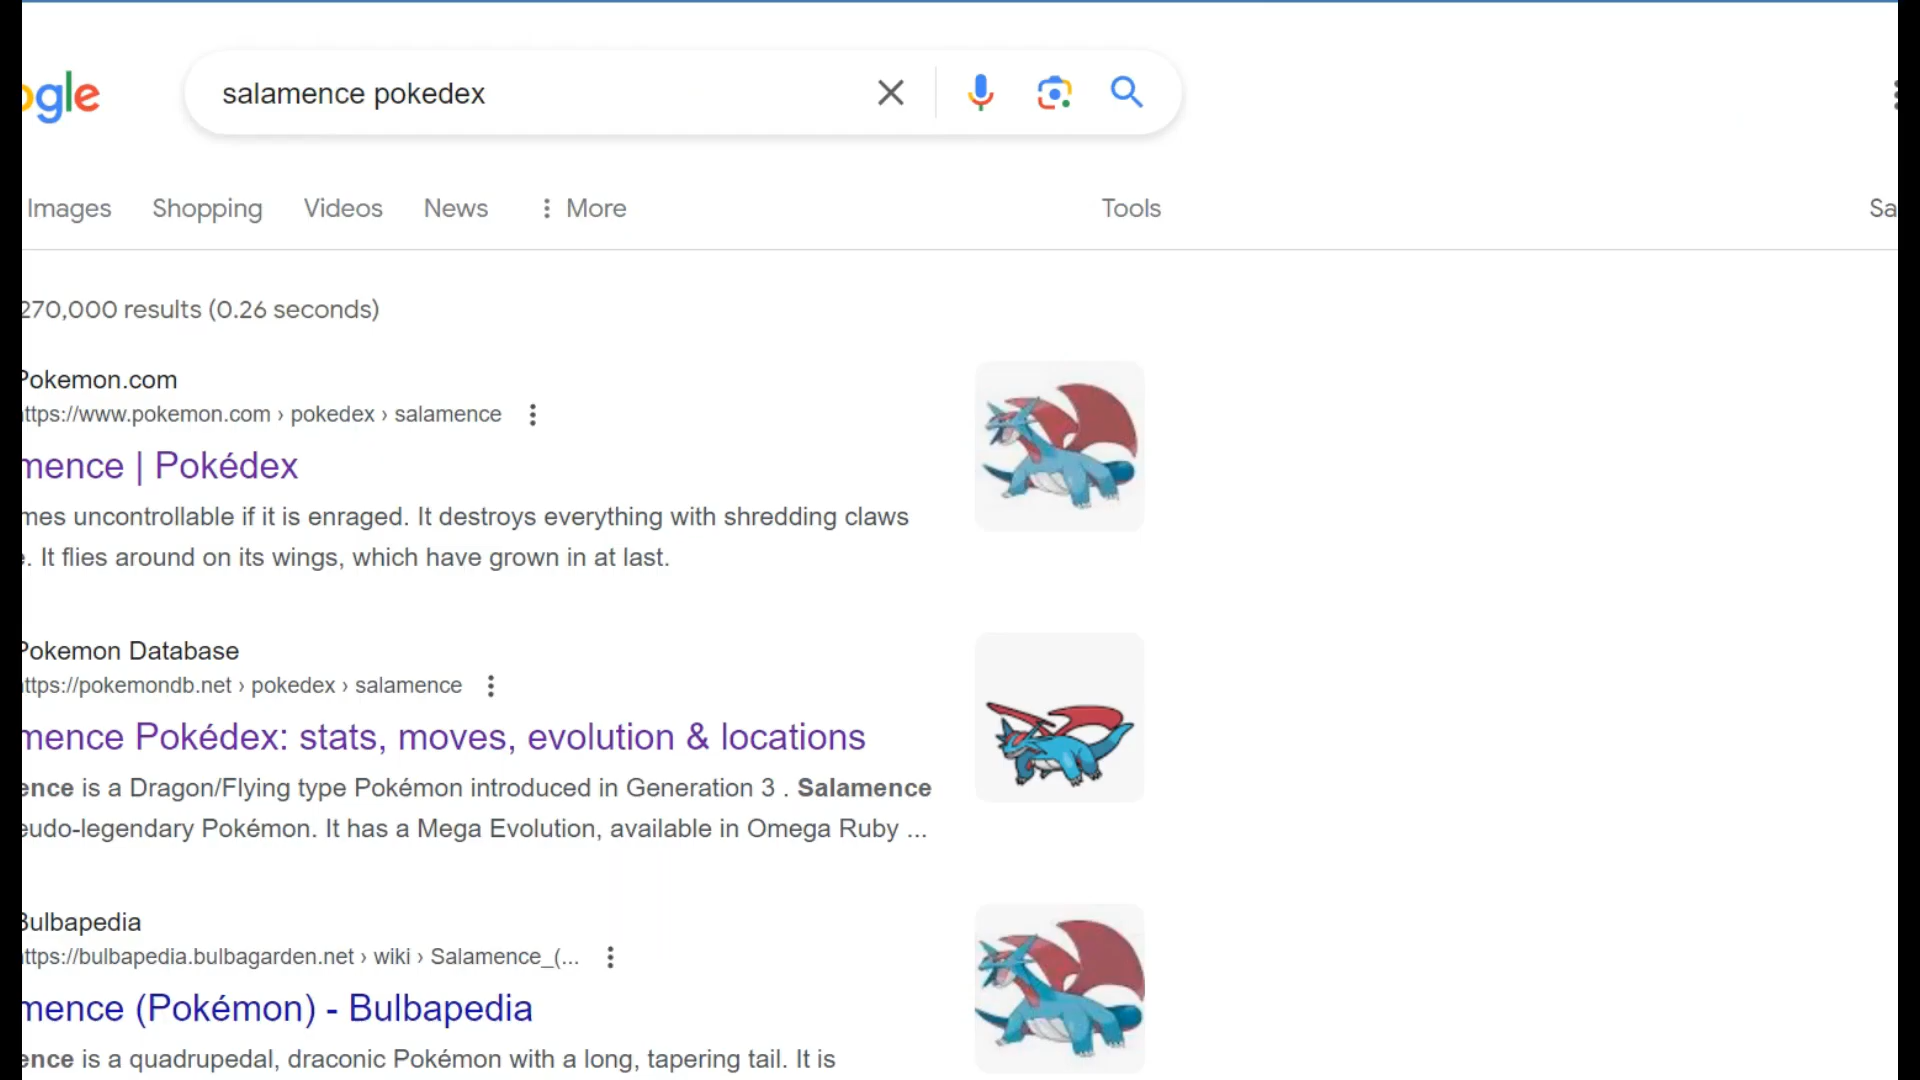 ogle
salamence pokedex
Images Shopping Videos News More Tools Sa
270,000 results (0.26 seconds)
Pokemon.com
ttps://www.pokemon.com › pokedex › salamence
mence | Pokédex
mes uncontrollable if it is enraged. It destroys everything with shredding claws
e. It flies around on its wings, which have grown in at last.
Pokemon Database
ttps://pokemondb.net › pokedex › salamence
mence Pokédex: stats, moves, evolution & locations
ence is a Dragon/Flying type Pokémon introduced in Generation 3 . Salamence
eudo-legendary Pokémon. It has a Mega Evolution, available in Omega Ruby ...
Bulbapedia
ttps://bulbapedia.bulbagarden.net › wiki › Salamence_(...
mence (Pokémon) - Bulbapedia
ence is a quadrupedal, draconic Pokémon with a long, tapering tail. It is